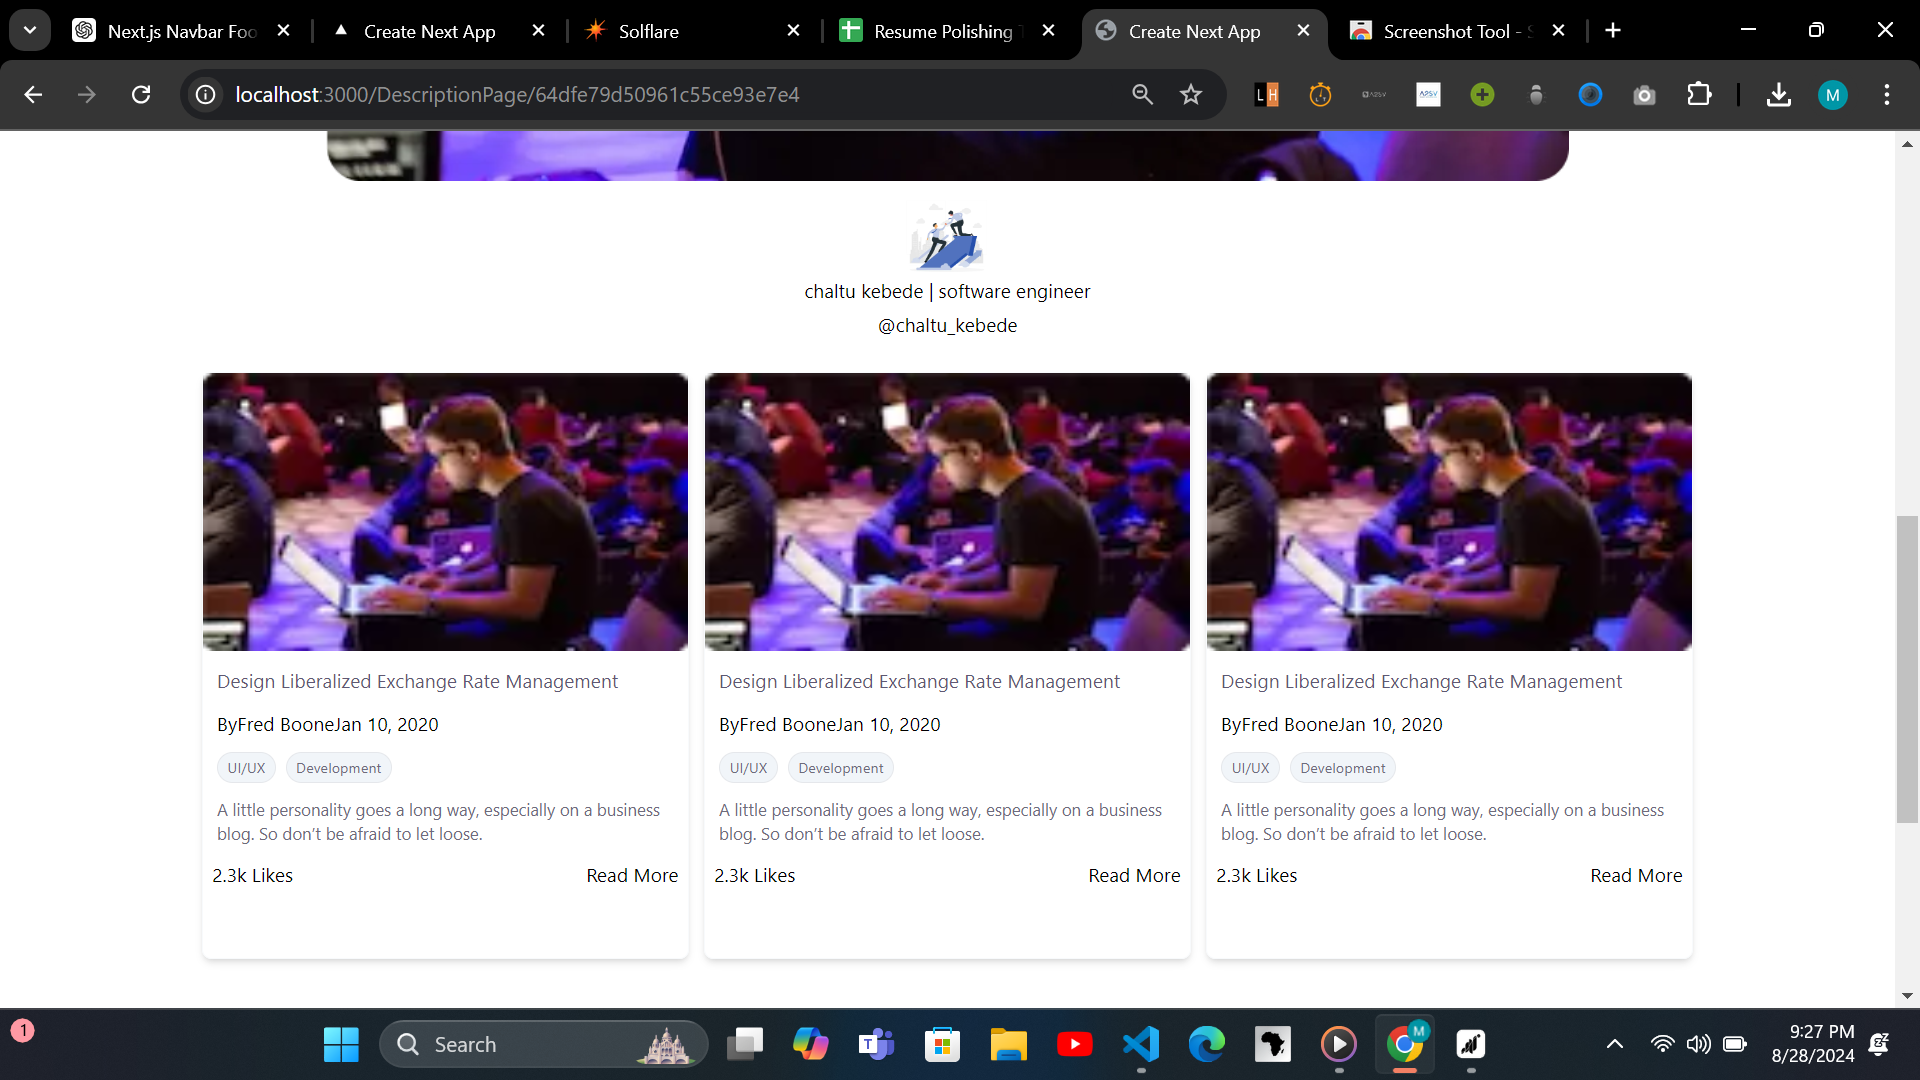 Next.js Navbar Foo
Create Next App
Solflare
Resume Polishing
Create Next App
Screenshot Tool -
localhost:3000/DescriptionPage/64dfe79d50961c55ce93e7e4
LH
APSV
APSV
M
chaltu kebede | software engineer
@chaltu_kebede
Design Liberalized Exchange Rate Management
ByFred BooneJan 10, 2020
UI/UX
Development
A little personality goes a long way, especially on a business
blog. So don’t be afraid to let loose.
2.3k Likes
Read More
Design Liberalized Exchange Rate Management
ByFred BooneJan 10, 2020
UI/UX
Development
A little personality goes a long way, especially on a business
blog. So don’t be afraid to let loose.
2.3k Likes
Read More
Design Liberalized Exchange Rate Management
ByFred BooneJan 10, 2020
UI/UX
Development
A little personality goes a long way, especially on a business
blog. So don’t be afraid to let loose.
2.3k Likes
Read More
1
Search
T
M
9:27 PM
8/28/2024